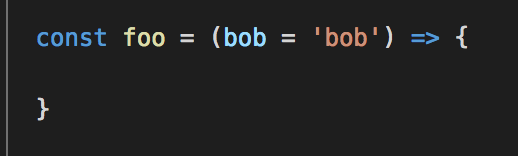 const foo = (bob = 'bob') => {
}